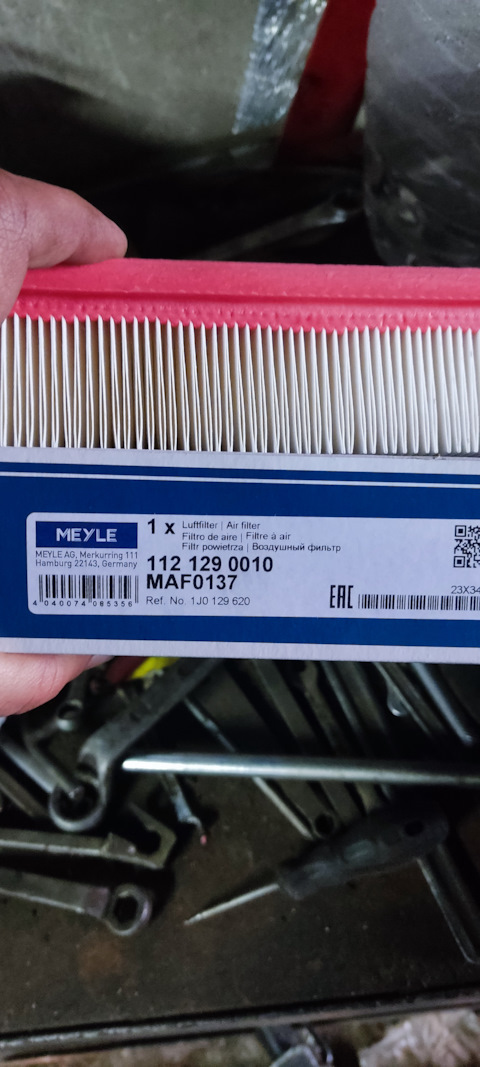 MEYLE
MEYLE AG, Merkurring 111
Hamburg 22143, Germany
4 040074 085356
1 x Luftfilter | Air filter
Filtro de aire | Filtre à air
Filtr powietrza | Воздушный фильтр
112 129 0010
MAF0137
Ref. No. 1J0 129 620
EAC
23X34